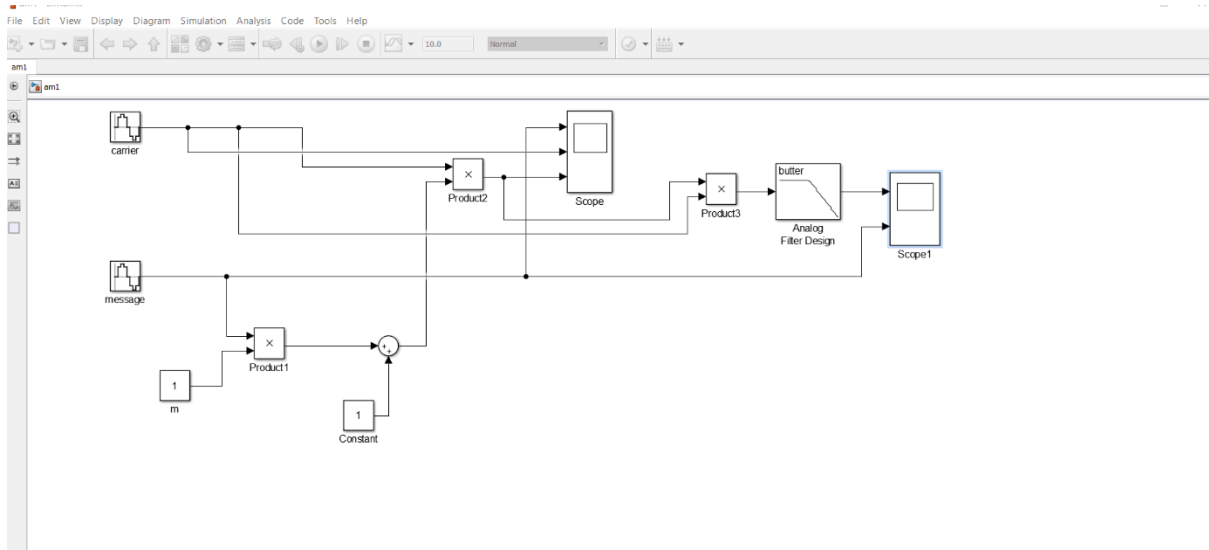 File Edit View Display Diagram Simulation Analysis Code Tools Help
10.0 Normal
am1
am1
carrier
×
Product2
Scope
×
Product3
butter
Analog
Filter Design
Scope1
message
×
Product1
1
m
+
+
1
Constant